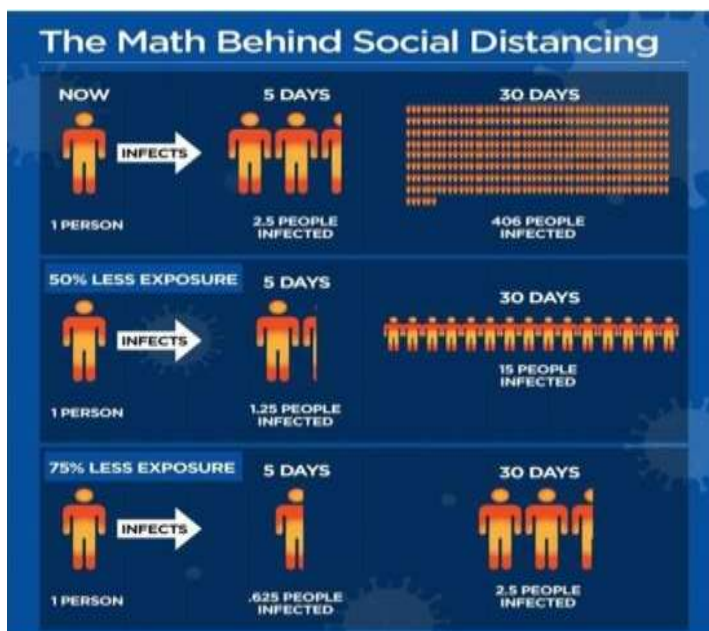 The Math Behind Social Distancing
NOW
5 DAYS
30 DAYS
INFECTS
1 PERSON
2.5 PEOPLE
INFECTED
406 PEOPLE
INFECTED
50% LESS EXPOSURE
5 DAYS
30 DAYS
INFECTS
1 PERSON
1.25 PEOPLE
INFECTED
15 PEOPLE
INFECTED
75% LESS EXPOSURE
5 DAYS
30 DAYS
INFECTS
1 PERSON
.625 PEOPLE
INFECTED
2.5 PEOPLE
INFECTED